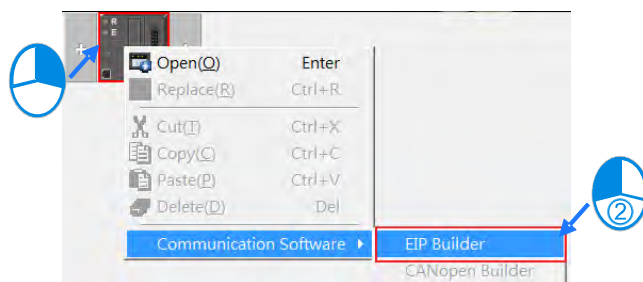 R
E
Open(O) Enter
Replace(R) Ctrl+R
Cut(T) Ctrl+X
Copy(C) Ctrl+C
Paste(P) Ctrl+V
Delete(D) Del
Communication Software EIP Builder
CANopen Builder
②